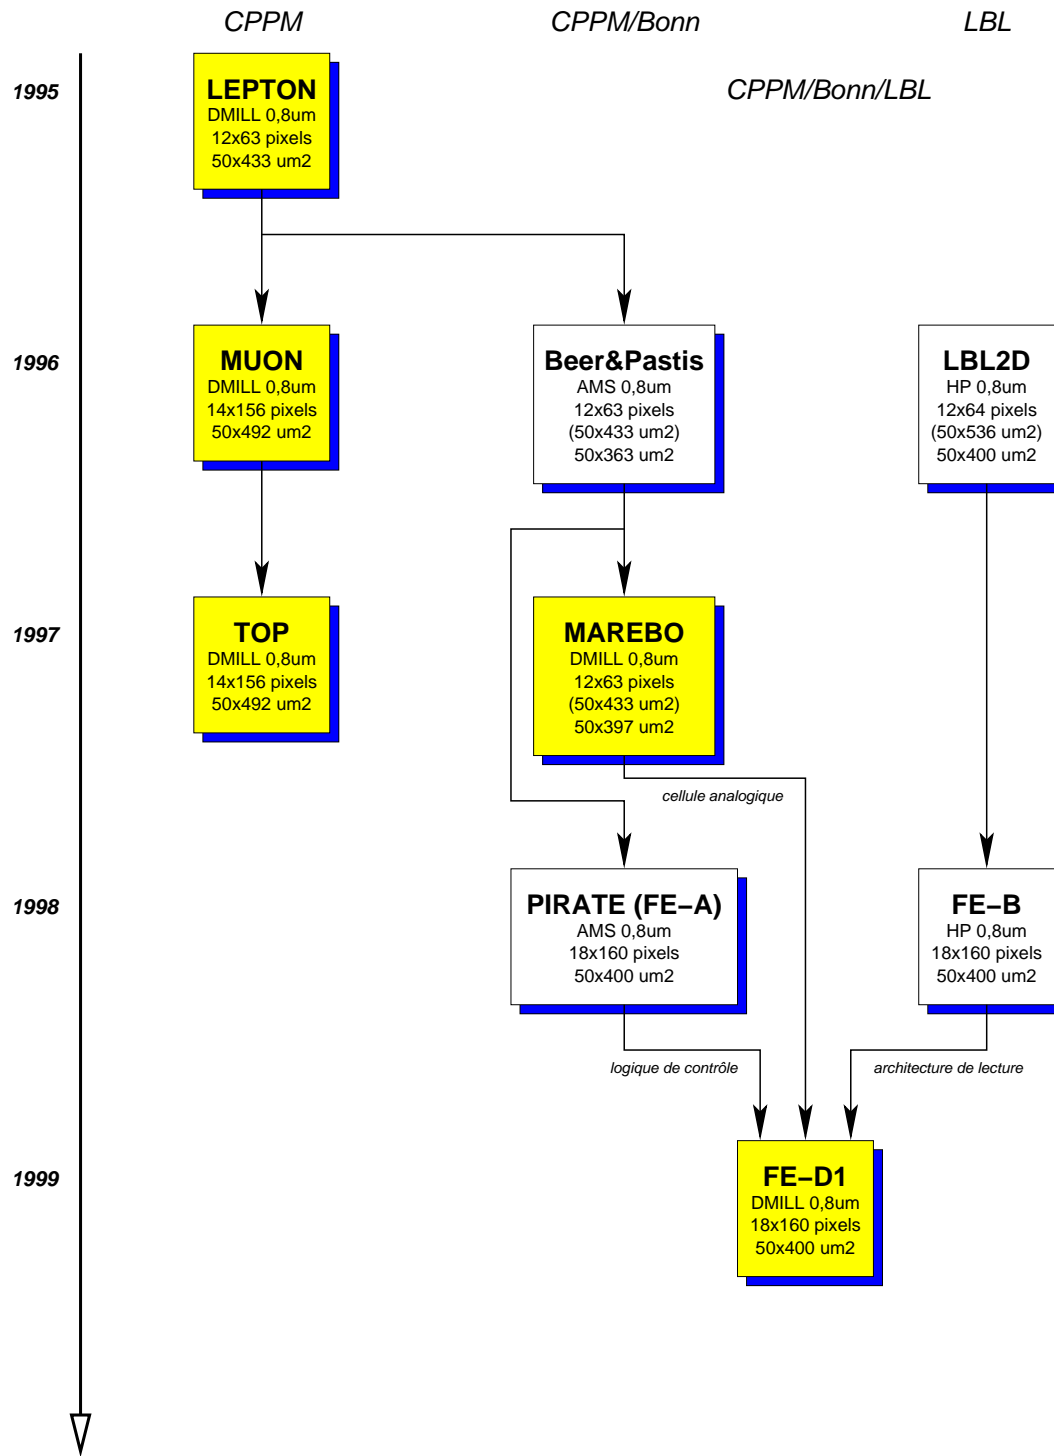 CPPM
CPPM/Bonn
LBL
CPPM/Bonn/LBL
1995
LEPTON
DMILL 0,8um
12x63 pixels
50x433 um2
1996
MUON
DMILL 0,8um
14x156 pixels
50x492 um2
Beer&Pastis
AMS 0,8um
12x63 pixels
(50x433 um2)
50x363 um2
LBL2D
HP 0,8um
12x64 pixels
(50x536 um2)
50x400 um2
1997
TOP
DMILL 0,8um
14x156 pixels
50x492 um2
MAREBO
DMILL 0,8um
12x63 pixels
(50x433 um2)
50x397 um2
cellule analogique
1998
PIRATE (FE−A)
AMS 0,8um
18x160 pixels
50x400 um2
FE−B
HP 0,8um
18x160 pixels
50x400 um2
logique de contrôle
architecture de lecture
1999
FE−D1
DMILL 0,8um
18x160 pixels
50x400 um2